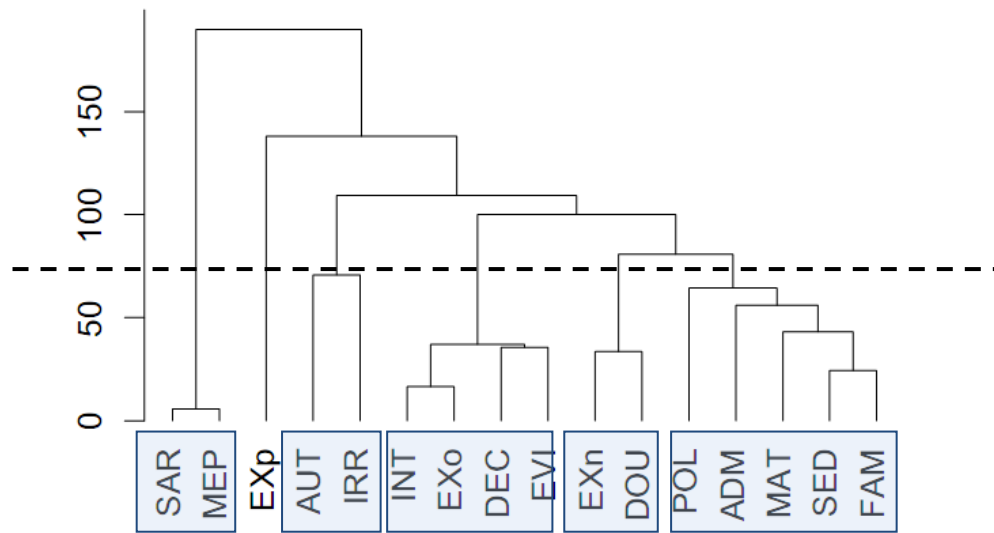 150
100
50
0
SAR MEP EXp AUT IRR INT EXo DEC EVI EXn DOU POL ADM MAT SED FAM